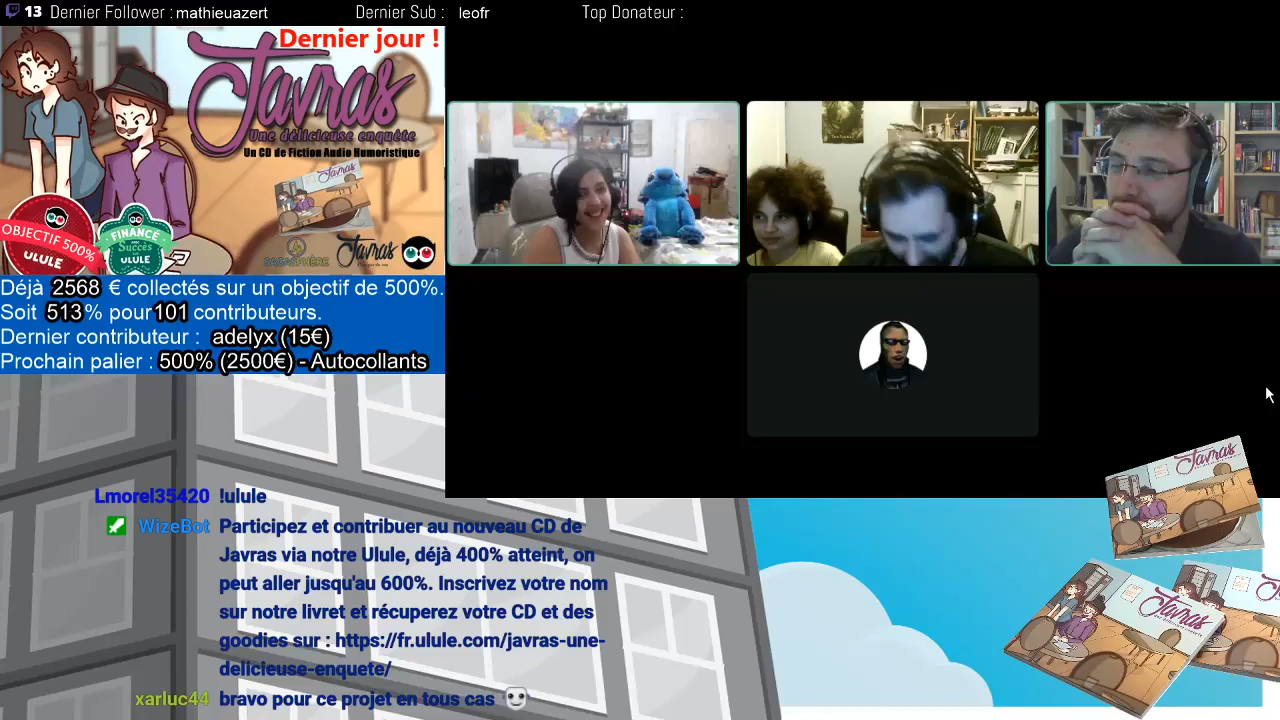 13 Dernier Follower : mathieuazert Dernier Sub : leofr Top Donateur :
Dernier jour !
Javras
Une délicieuse enquête
Un CD de Fiction Audio Humoristique
OBJECTIF 500%
ULULE
FINANCÉ
avec
Succès
ULULE
Javras
SAGASPHÈRE
Javras
Déjà 2568 € collectés sur un objectif de 500%.
Soit 513% pour 101 contributeurs.
Dernier contributeur : adelyx (15€)
Prochain palier : 500% (2500€) - Autocollants
Lmorel35420 !ulule
WizeBot Participez et contribuer au nouveau CD de
Javras via notre Ulule, déjà 400% atteint, on
peut aller jusqu'au 600%. Inscrivez votre nom
sur notre livret et récuperez votre CD et des
goodies sur : https://fr.ulule.com/javras-une-
delicieuse-enquete/
xarluc44 bravo pour ce projet en tous cas
Javras
Javras
Javras